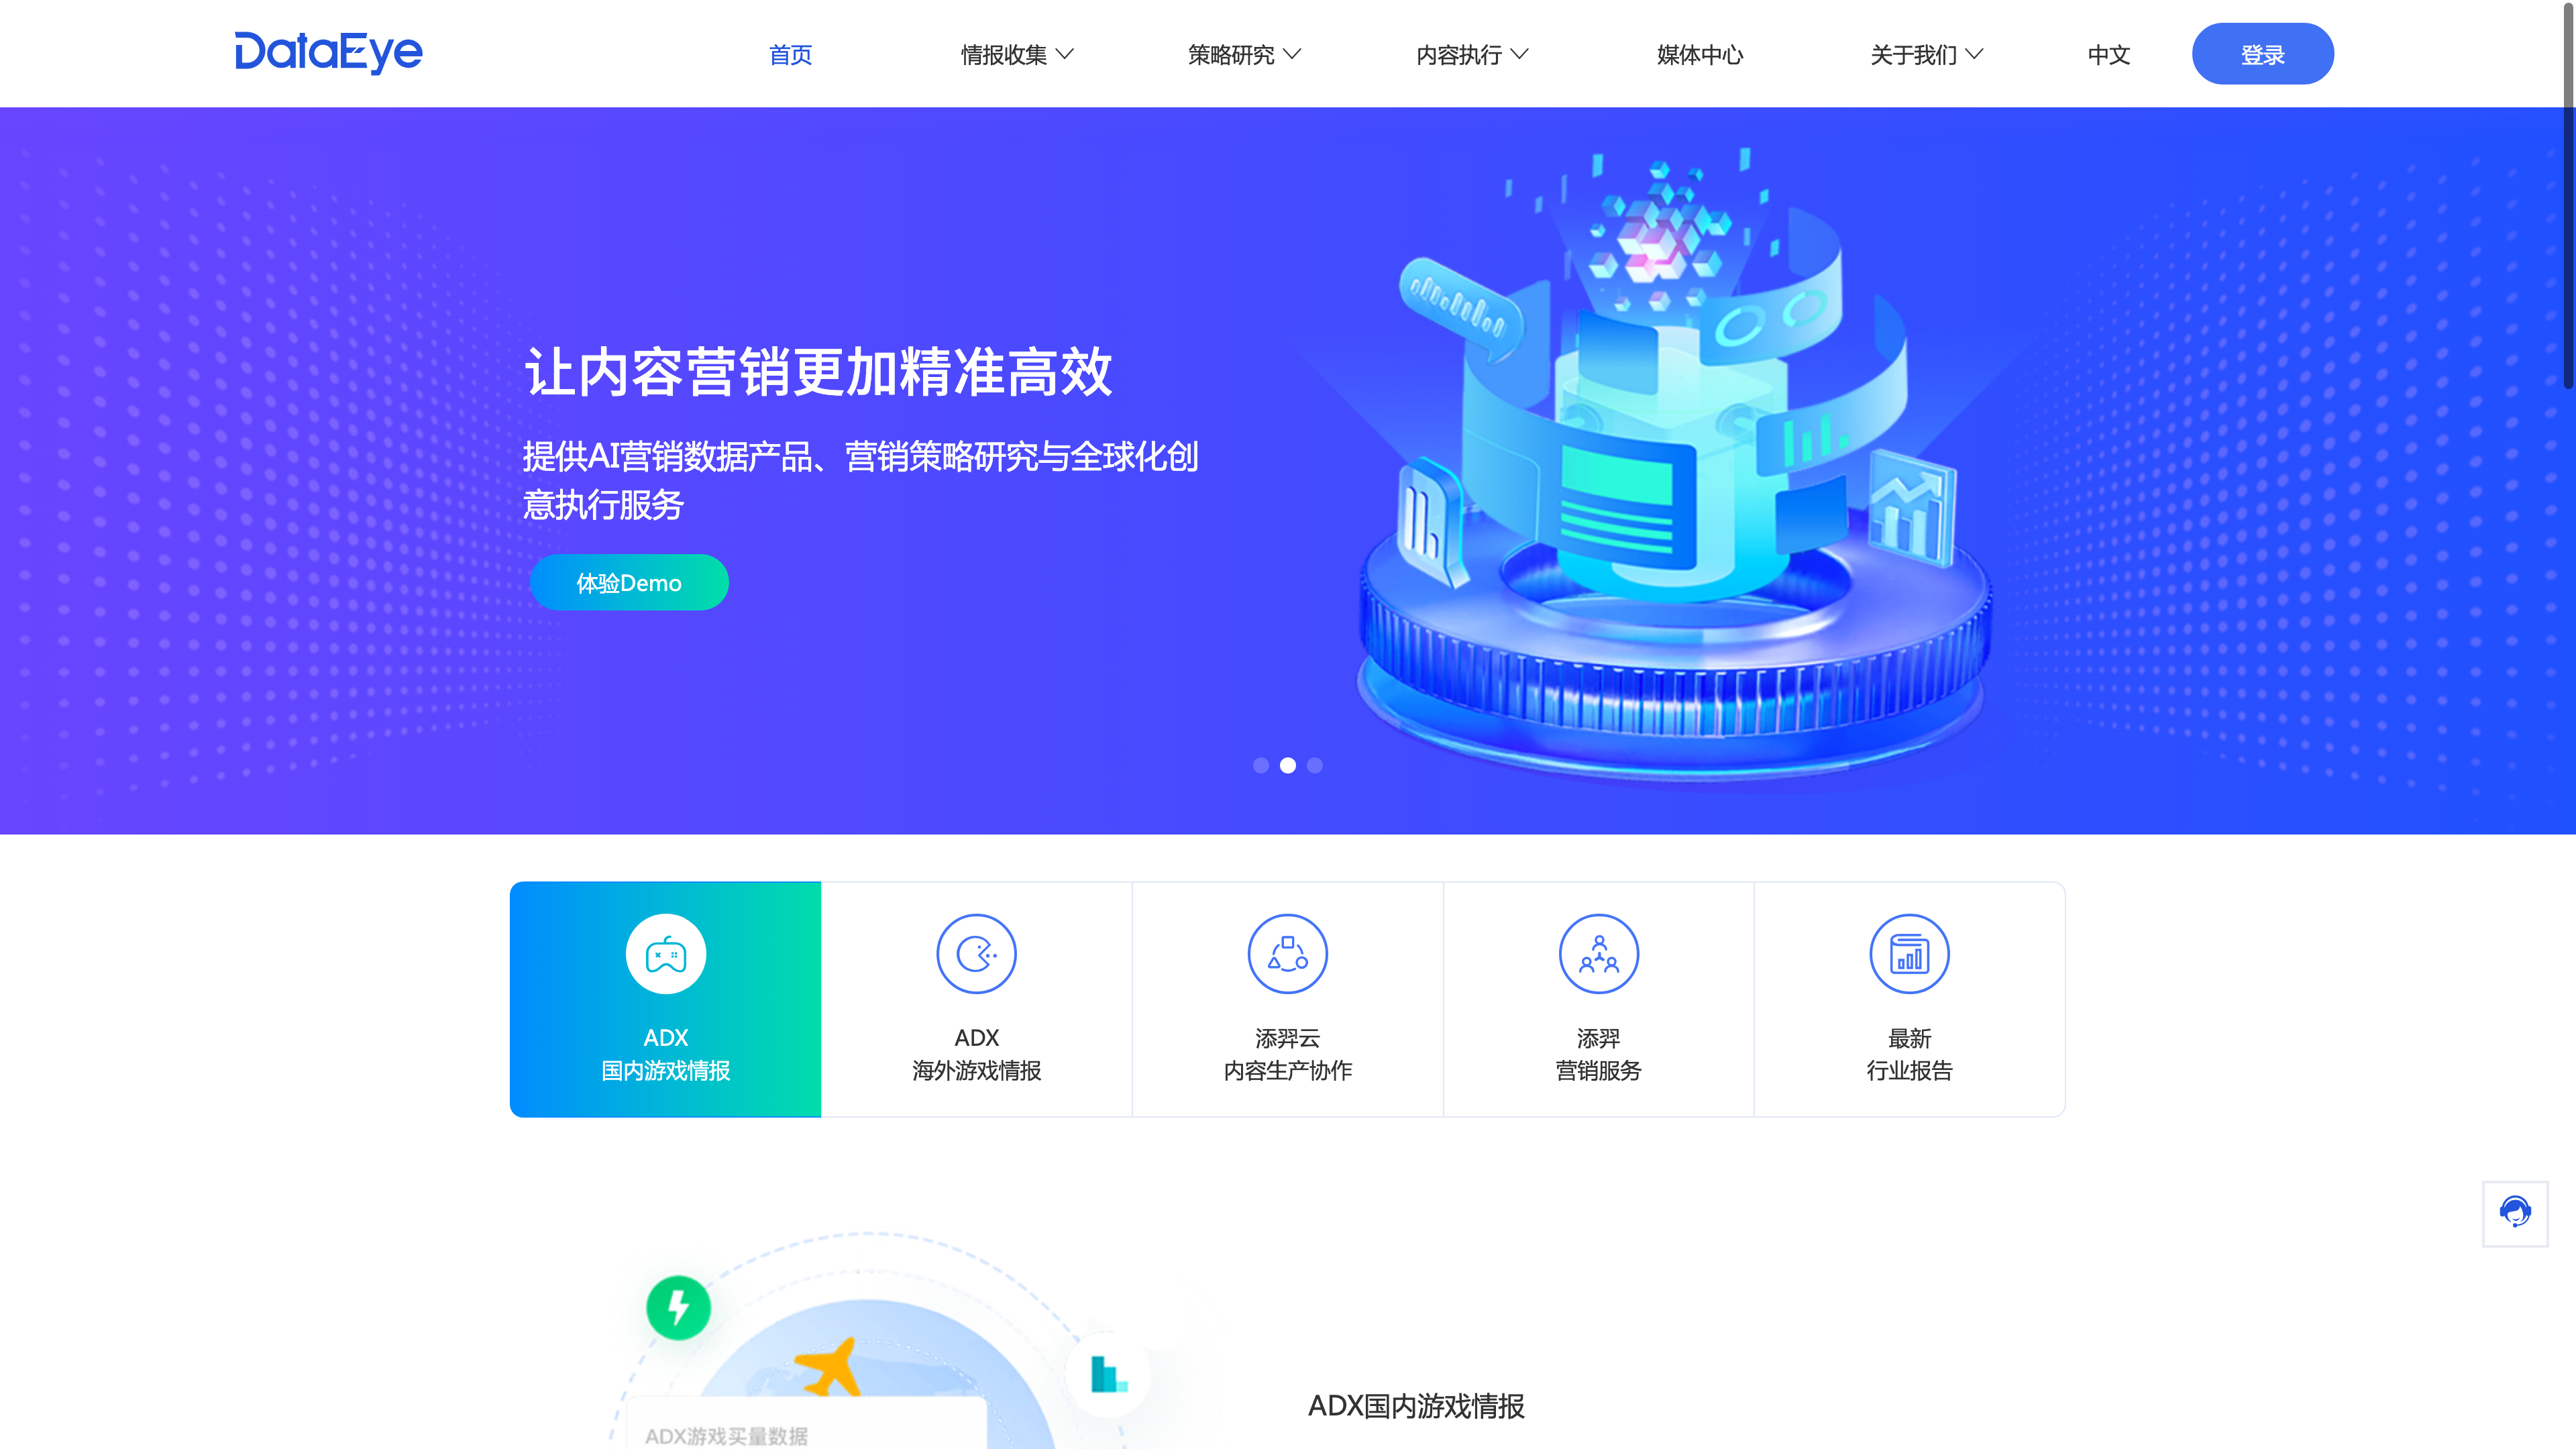 DataEye
首页
情报收集
策略研究
内容执行
媒体中心
关于我们
中文
登录
让内容营销更加精准高效
提供AI营销数据产品、营销策略研究与全球化创
意执行服务
体验Demo
ADX
国内游戏情报
ADX
海外游戏情报
添羿云
内容生产协作
添羿
营销服务
最新
行业报告
ADX国内游戏情报
ADX游戏买量数据